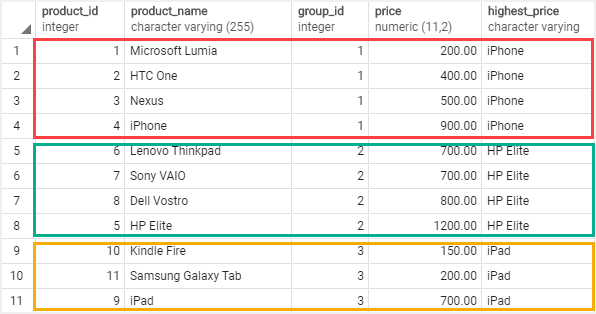 product_id product_name group_id price highest_price
integer character varying (255) integer numeric (11,2) character varying
1 1 Microsoft Lumia 1 200.00 iPhone
2 2 HTC One 1 400.00 iPhone
3 3 Nexus 1 500.00 iPhone
4 4 iPhone 1 900.00 iPhone
5 6 Lenovo Thinkpad 2 700.00 HP Elite
6 7 Sony VAIO 2 700.00 HP Elite
7 8 Dell Vostro 2 800.00 HP Elite
8 5 HP Elite 2 1200.00 HP Elite
9 10 Kindle Fire 3 150.00 iPad
10 11 Samsung Galaxy Tab 3 200.00 iPad
11 9 iPad 3 700.00 iPad